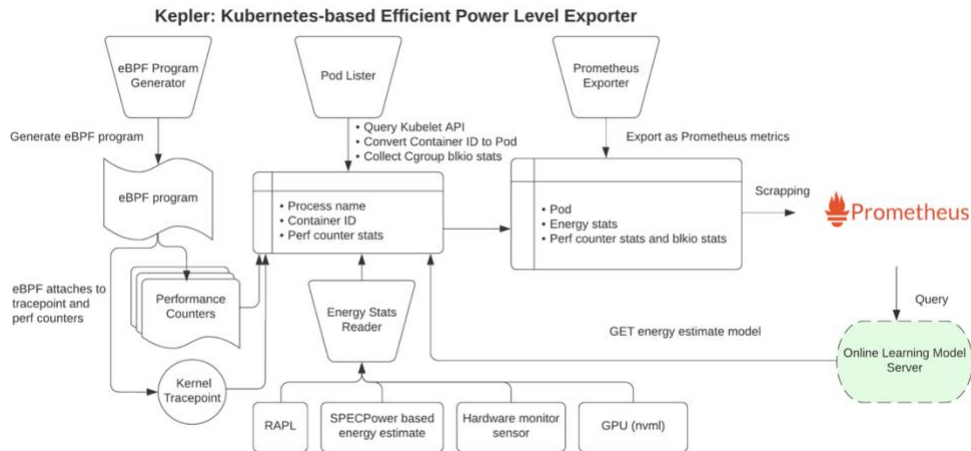 Kepler: Kubernetes-based Efficient Power Level Exporter
eBPF Program
Generator
Pod Lister
Prometheus
Exporter
Generate eBPF program
• Query Kubelet API
• Convert Container ID to Pod
• Collect Cgroup blkio stats
Export as Prometheus metrics
eBPF program
• Process name
• Container ID
• Perf counter stats
• Pod
• Energy stats
• Perf counter stats and blkio stats
Scrapping
Prometheus
eBPF attaches to
tracepoint and
perf counters
Performance
Counters
Energy Stats
Reader
Query
GET energy estimate model
Online Learning Model
Server
Kernel
Tracepoint
RAPL
SPECPower based
energy estimate
Hardware monitor
sensor
GPU (nvml)